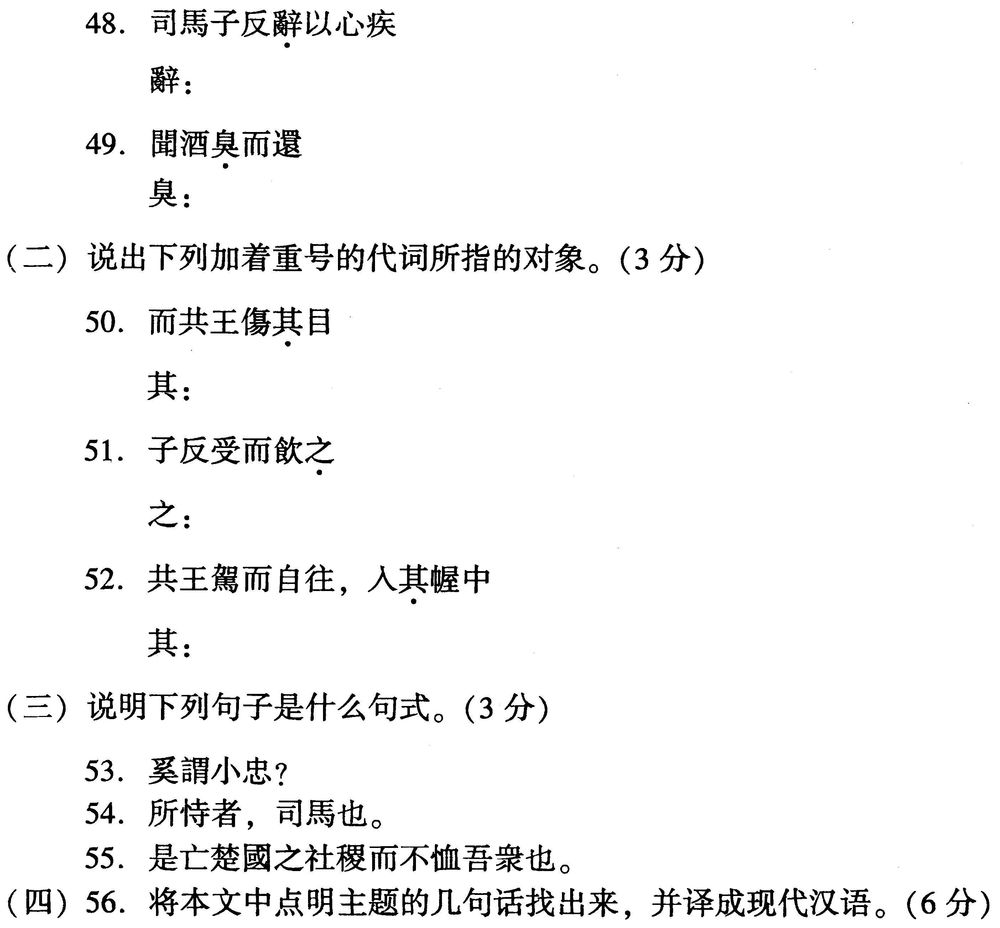 48. 司馬子反辭以心疾
辭：
49. 聞酒臭而還
臭：
（二）说出下列加着重号的代词所指的对象。（3 分）
50. 而共王傷其目
其：
51. 子反受而飲之
之：
52. 共王駕而自往，入其幄中
其：
（三）说明下列句子是什么句式。（3 分）
53. 奚謂小忠？
54. 所恃者，司馬也。
55. 是亡楚國之社稷而不恤吾衆也。
（四）56. 将本文中点明主题的几句话找出来，并译成现代汉语。（6 分）